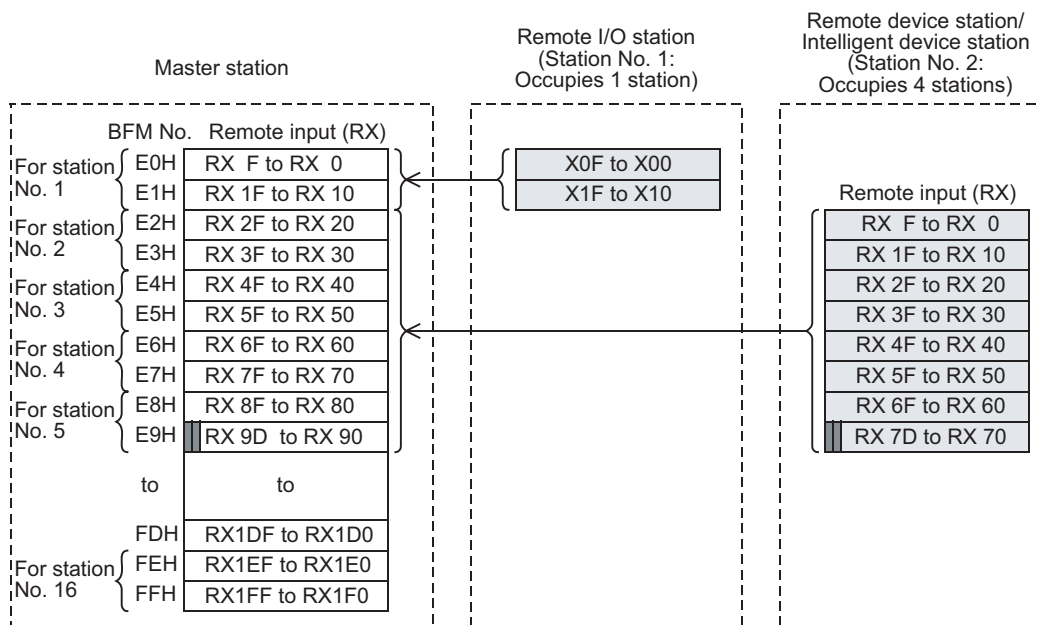 Master station
Remote I/O station
(Station No. 1:
Occupies 1 station)
Remote device station/
Intelligent device station
(Station No. 2:
Occupies 4 stations)
BFM No. Remote input (RX)
For station
No. 1
E0H RX F to RX 0
E1H RX 1F to RX 10
For station
No. 2
E2H RX 2F to RX 20
E3H RX 3F to RX 30
For station
No. 3
E4H RX 4F to RX 40
E5H RX 5F to RX 50
For station
No. 4
E6H RX 6F to RX 60
E7H RX 7F to RX 70
For station
No. 5
E8H RX 8F to RX 80
E9H RX 9D to RX 90
to to
FDH RX1DF to RX1D0
For station
No. 16
FEH RX1EF to RX1E0
FFH RX1FF to RX1F0
X0F to X00
X1F to X10
Remote input (RX)
RX F to RX 0
RX 1F to RX 10
RX 2F to RX 20
RX 3F to RX 30
RX 4F to RX 40
RX 5F to RX 50
RX 6F to RX 60
RX 7D to RX 70